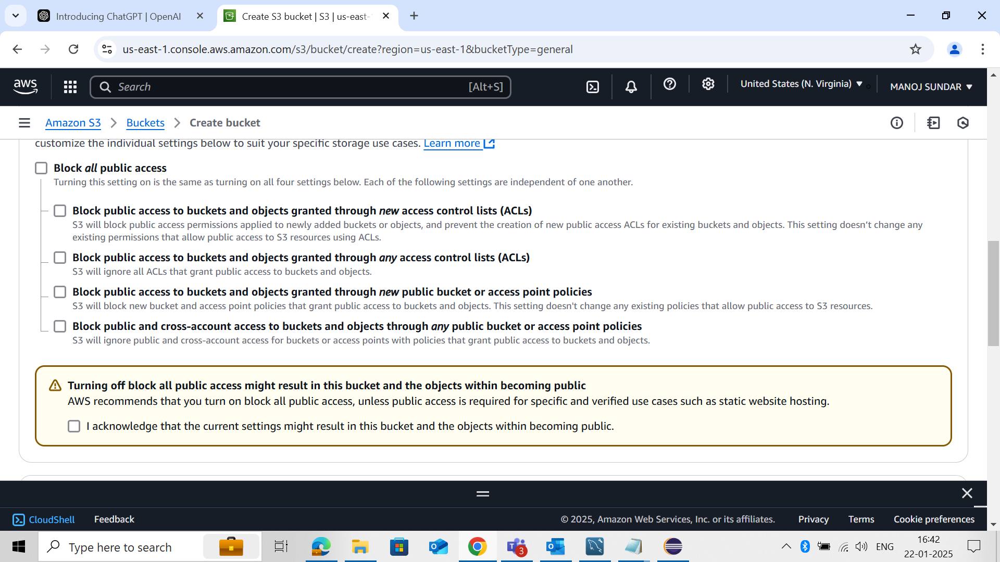 Introducing ChatGPT | OpenAI
Create S3 bucket | S3 | us-east-
us-east-1.console.aws.amazon.com/s3/bucket/create?region=us-east-1&bucketType=general
aws
Search
[Alt+S]
United States (N. Virginia)
MANOJ SUNDAR
Amazon S3
Buckets
Create bucket
customize the individual settings below to suit your specific storage use cases. Learn more
Block all public access
Turning this setting on is the same as turning on all four settings below. Each of the following settings are independent of one another.
Block public access to buckets and objects granted through new access control lists (ACLs)
S3 will block public access permissions applied to newly added buckets or objects, and prevent the creation of new public access ACLs for existing buckets and objects. This setting doesn’t change any
existing permissions that allow public access to S3 resources using ACLs.
Block public access to buckets and objects granted through any access control lists (ACLs)
S3 will ignore all ACLs that grant public access to buckets and objects.
Block public access to buckets and objects granted through new public bucket or access point policies
S3 will block new bucket and access point policies that grant public access to buckets and objects. This setting doesn't change any existing policies that allow public access to S3 resources.
Block public and cross-account access to buckets and objects through any public bucket or access point policies
S3 will ignore public and cross-account access for buckets or access points with policies that grant public access to buckets and objects.
Turning off block all public access might result in this bucket and the objects within becoming public
AWS recommends that you turn on block all public access, unless public access is required for specific and verified use cases such as static website hosting.
I acknowledge that the current settings might result in this bucket and the objects within becoming public.
CloudShell
Feedback
© 2025, Amazon Web Services, Inc. or its affiliates.
Privacy
Terms
Cookie preferences
Type here to search
3
ENG
16:42
22-01-2025